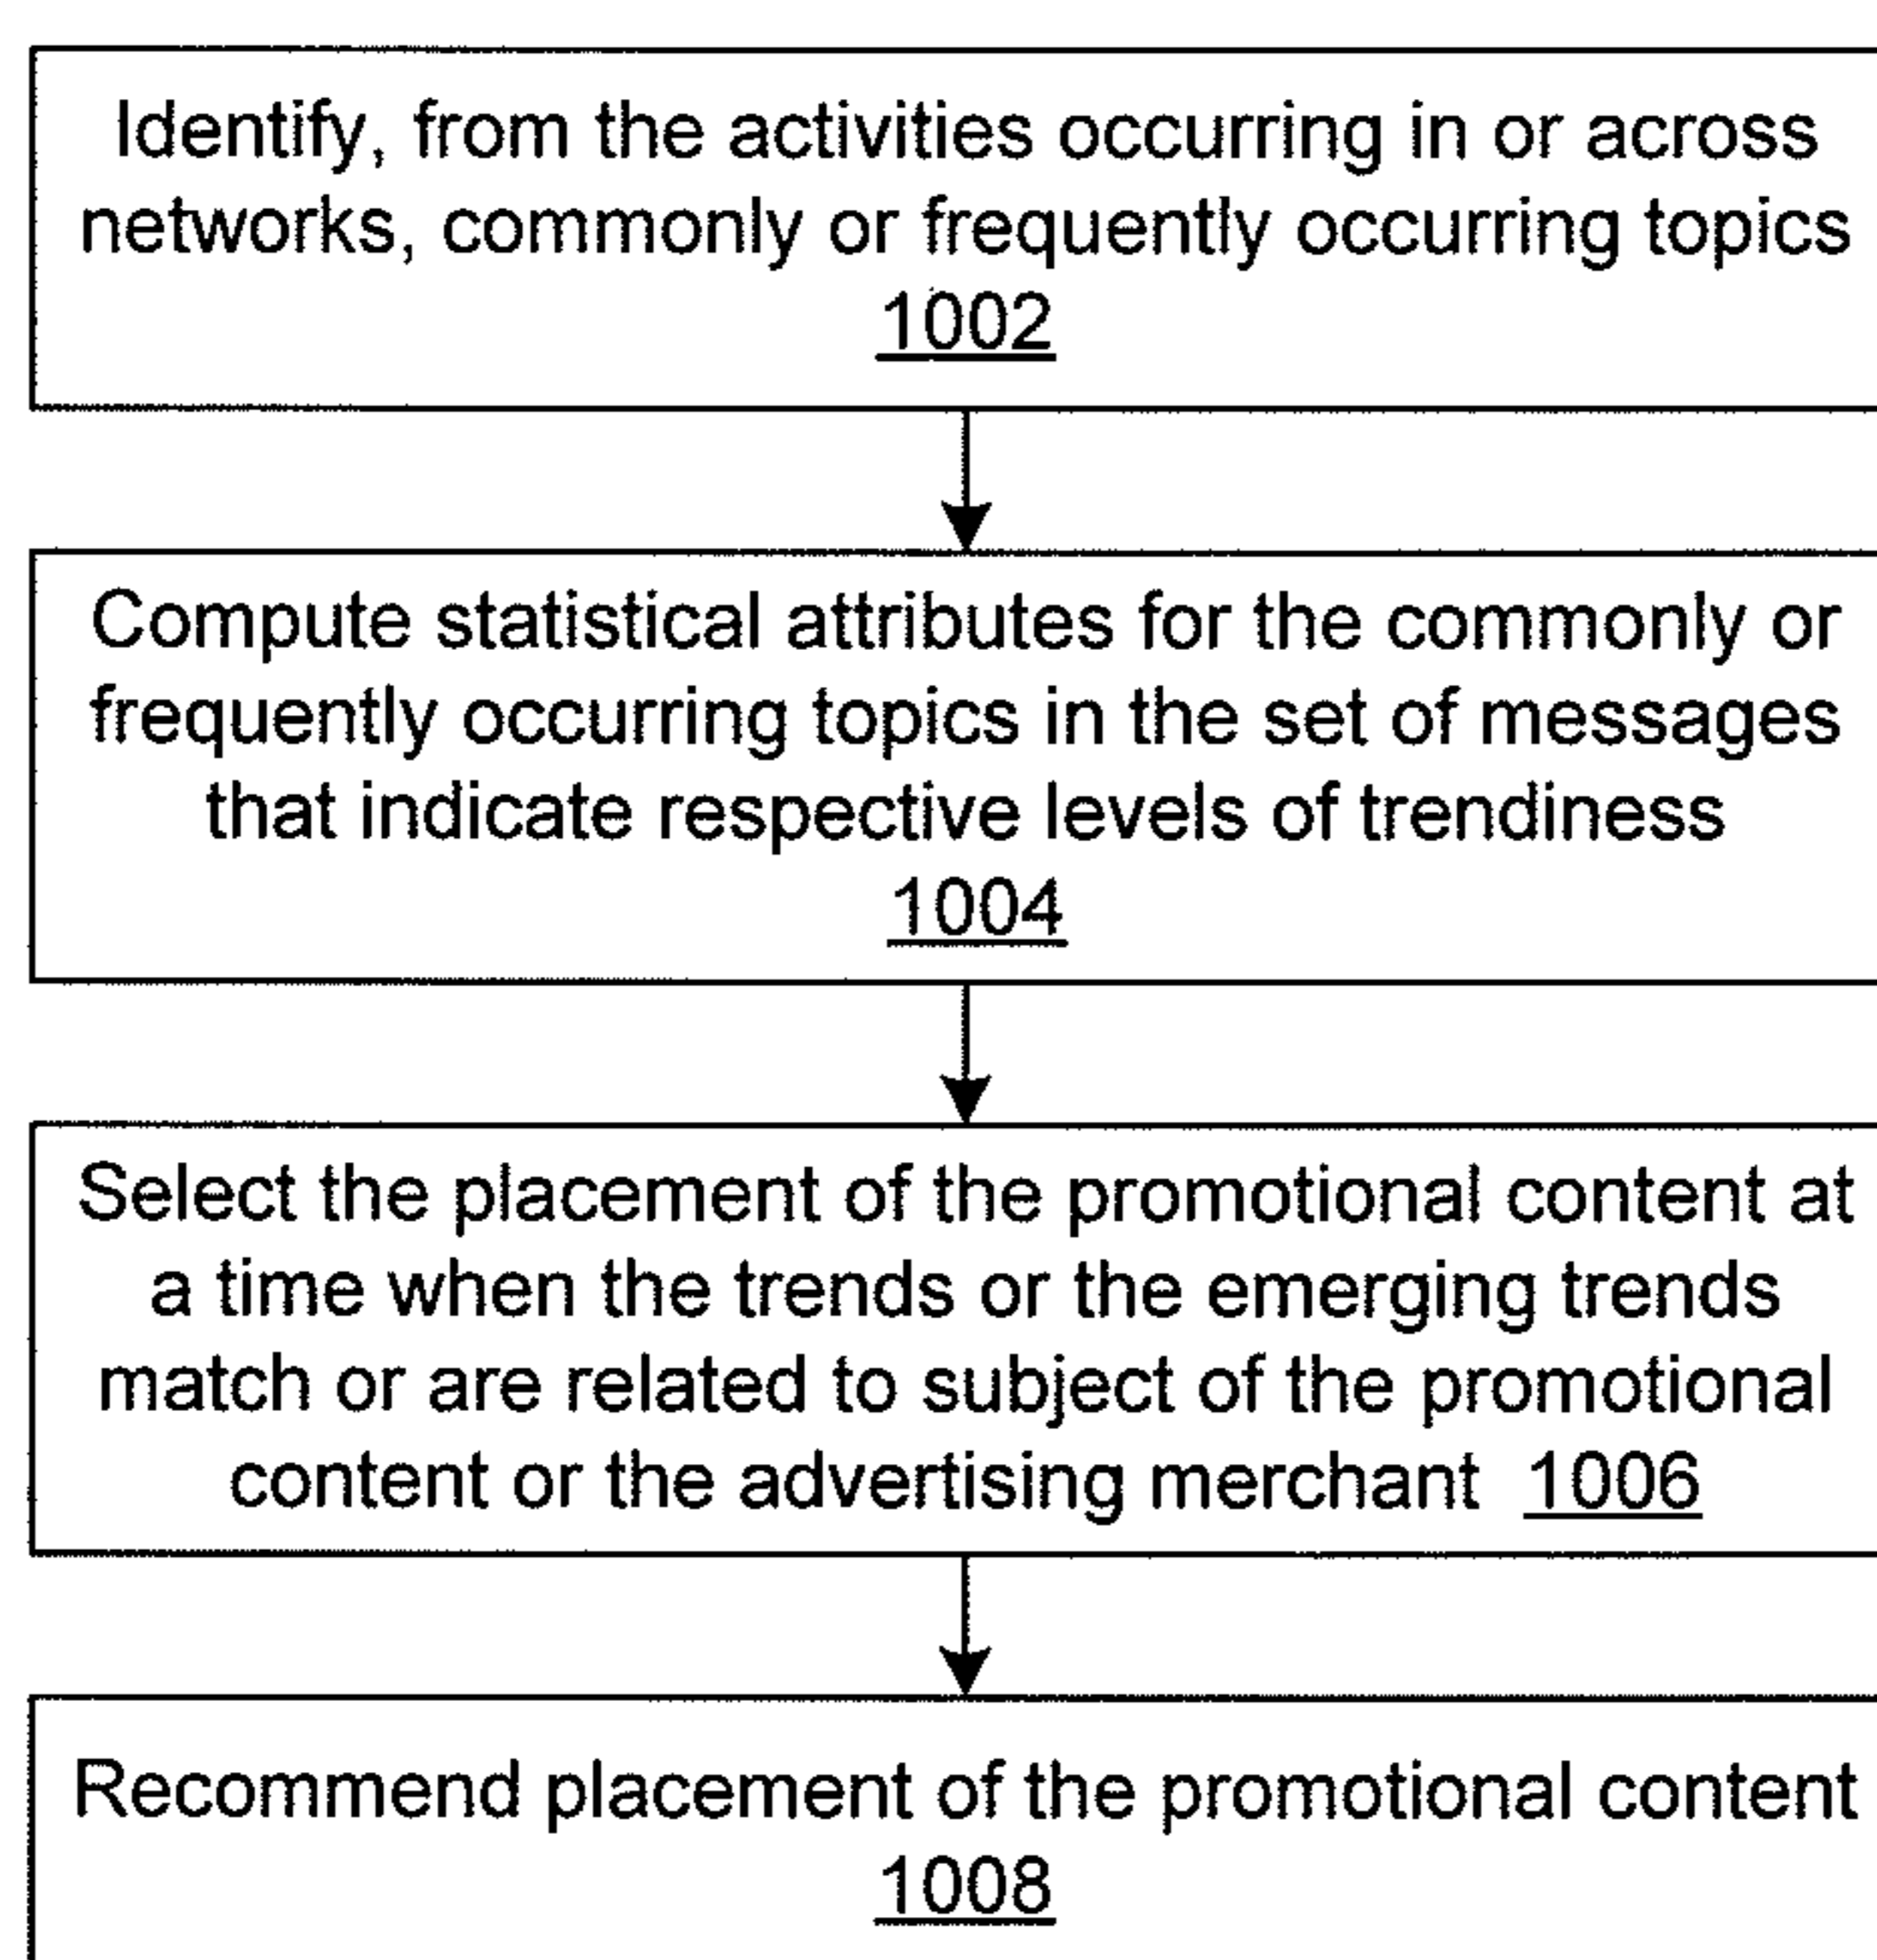 Identify, from the activities occurring in or across
networks, commonly or frequently occurring topics
1002
Compute statistical attributes for the commonly or
frequently occurring topics in the set of messages
that indicate respective levels of trendiness
1004
Select the placement of the promotional content at
a time when the trends or the emerging trends
match or are related to subject of the promotional
content or the advertising merchant 1006
Recommend placement of the promotional content
1008